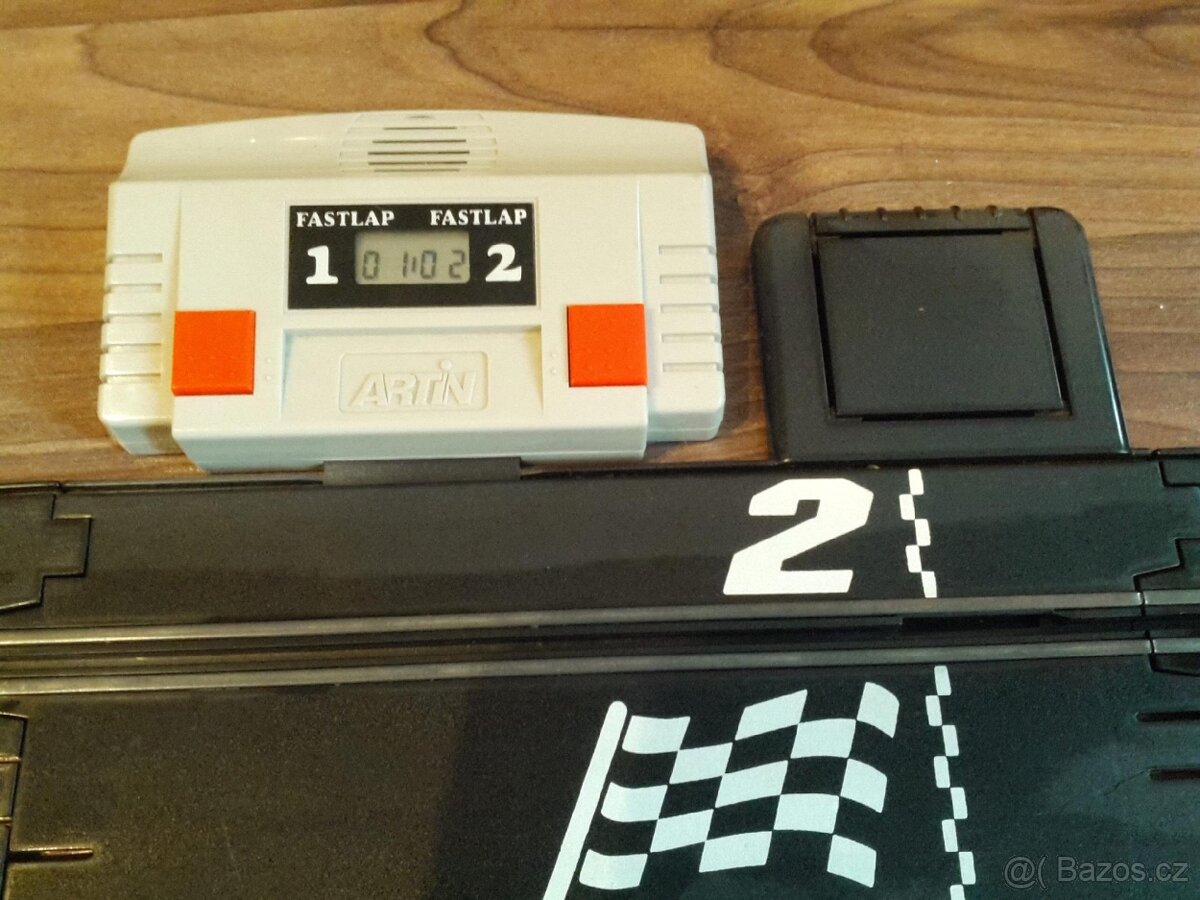 FASTLAP FASTLAP
1 01:02 2
ARTIN
2
@( Bazos.cz